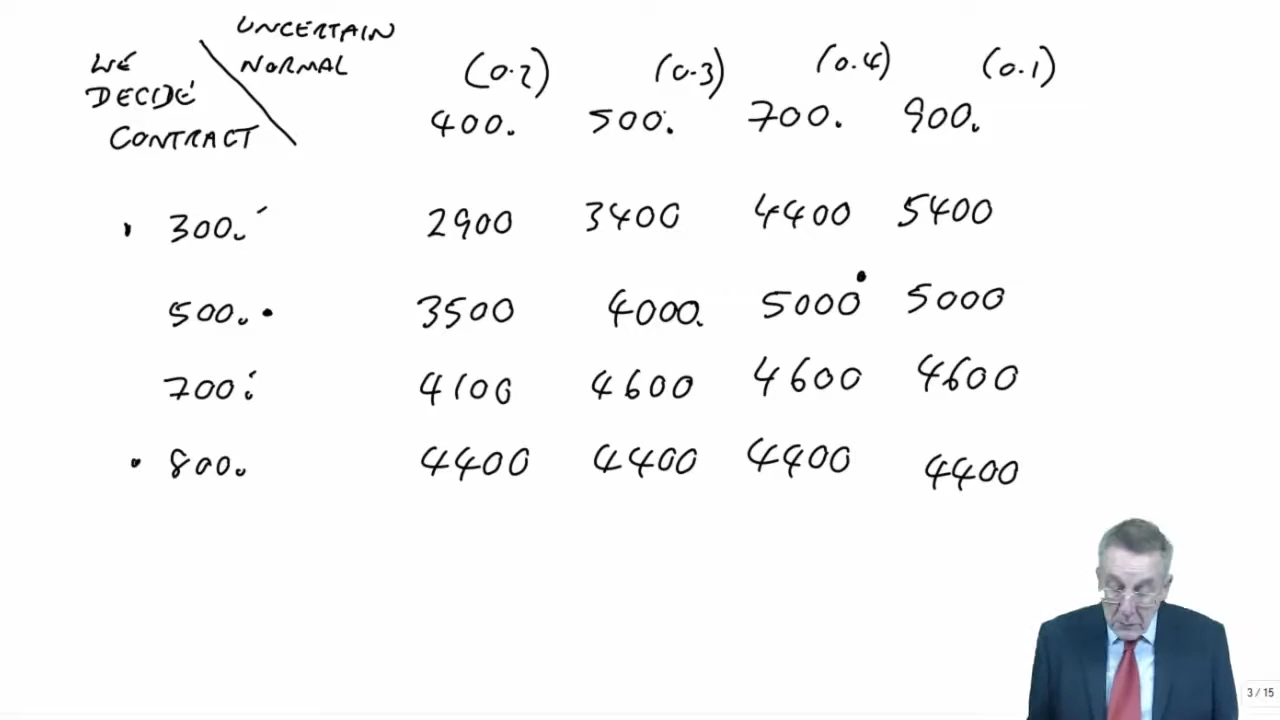 UNCERTAIN
WE NORMAL (0.2) (0.3) (0.4) (0.1)
DECIDE 400. 500. 700. 900.
CONTRACT
300. 2900 3400 4400 5400
500. 3500 4000. 5000 5000
700. 4100 4600 4600 4600
800. 4400 4400 4400 4400
3 / 15